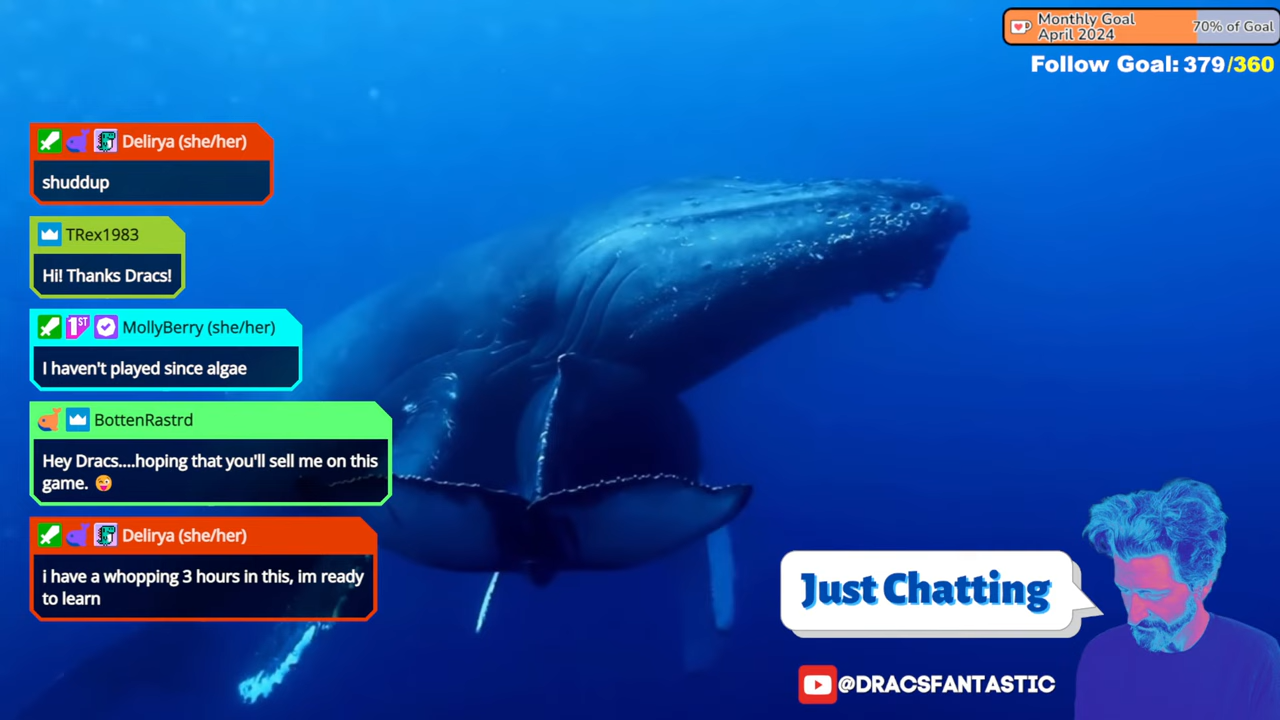 Monthly Goal
April 2024
70% of Goal
Follow Goal: 379/360
Delirya (she/her)
shuddup
TRex1983
Hi! Thanks Dracs!
1ST
MollyBerry (she/her)
I haven't played since algae
BottenRastrd
Hey Dracs....hoping that you'll sell me on this
game. 😜
Delirya (she/her)
i have a whopping 3 hours in this, im ready
to learn
Just Chatting
@DRACSFANTASTIC